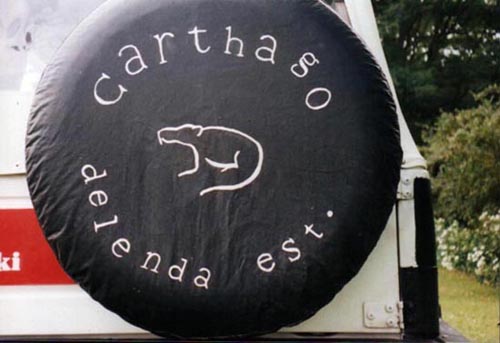 Carthago
delenda est.
ki